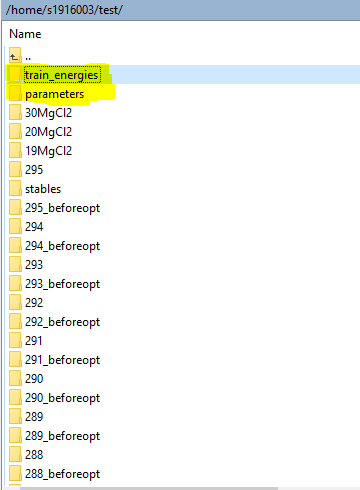 /home/s1916003/test/
Name
..
train_energies
parameters
30MgCl2
20MgCl2
19MgCl2
295
stables
295_beforeopt
294
294_beforeopt
293
293_beforeopt
292
292_beforeopt
291
291_beforeopt
290
290_beforeopt
289
289_beforeopt
288
288_beforeopt